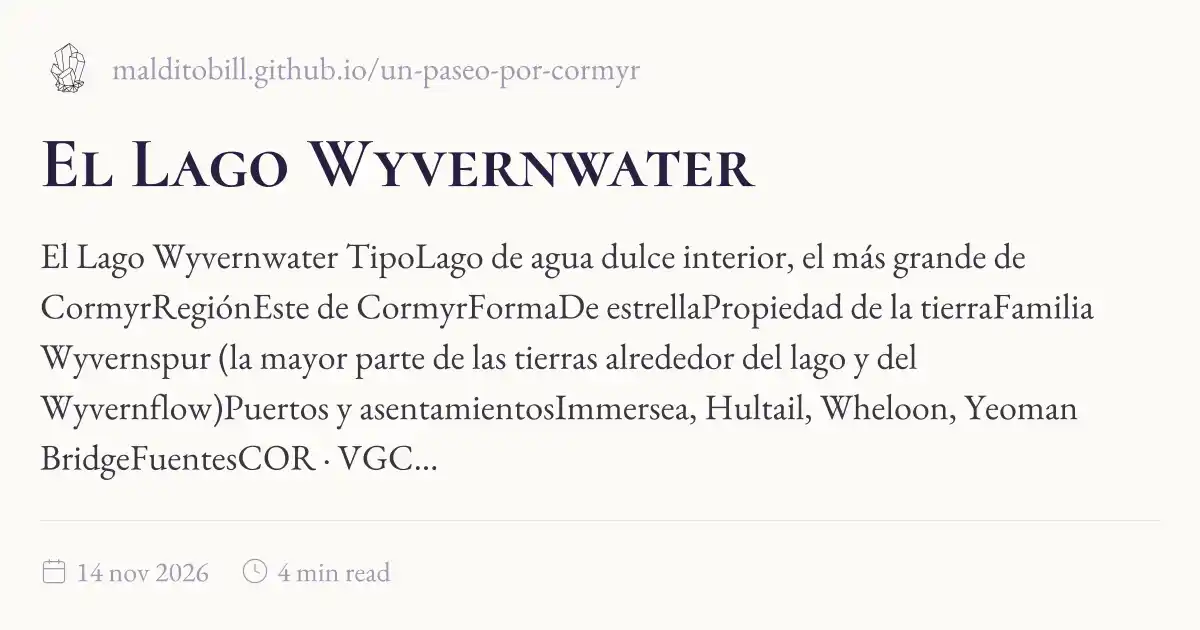 malditobill.github.io/un-paseo-por-cormyr
El Lago Wyvernwater
El Lago Wyvernwater TipoLago de agua dulce interior, el más grande de
CormyrRegiónEste de CormyrFormaDe estrellaPropiedad de la tierraFamilia
Wyvernspur (la mayor parte de las tierras alrededor del lago y del
Wyvernflow)Puertos y asentamientosImmersea, Hultail, Wheloon, Yeoman
BridgeFuentesCOR · VGC...
14 nov 2026 4 min read